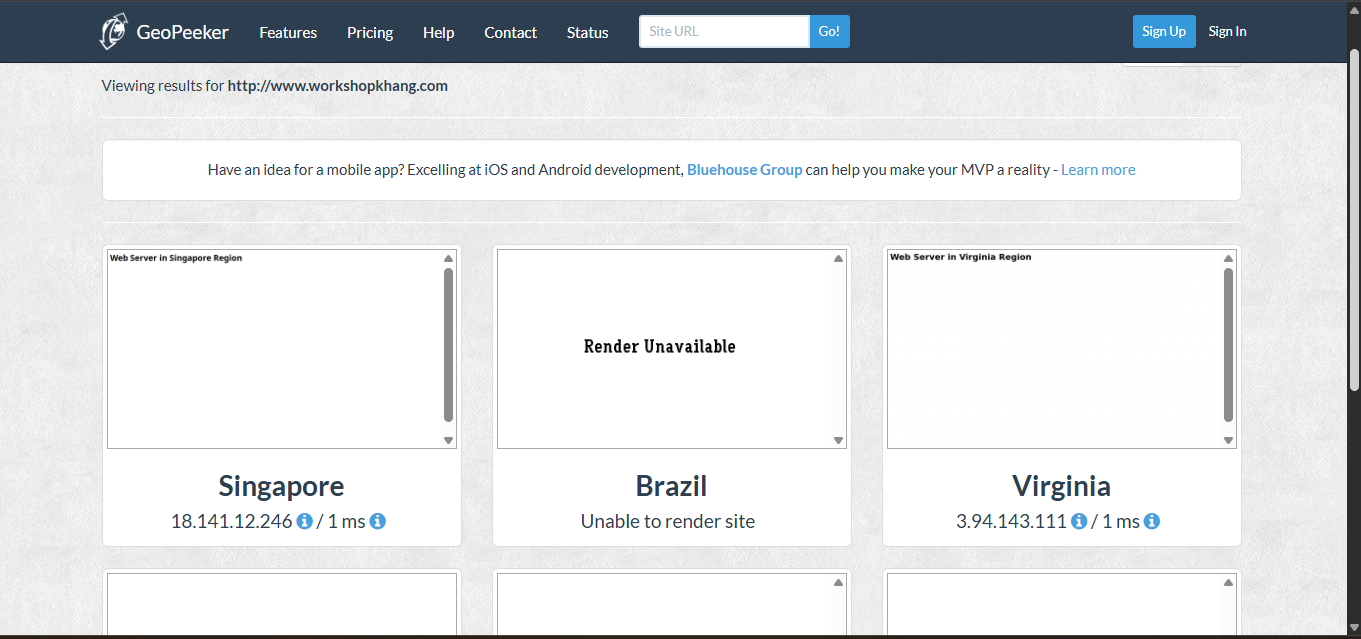 GeoPeeker Features Pricing Help Contact Status Site URL Go! Sign Up Sign In
Viewing results for http://www.workshopkhang.com
Have an idea for a mobile app? Excelling at iOS and Android development, Bluehouse Group can help you make your MVP a reality - Learn more
Web Server in Singapore Region
Singapore
18.141.12.246 / 1 ms
Render Unavailable
Brazil
Unable to render site
Web Server in Virginia Region
Virginia
3.94.143.111 / 1 ms